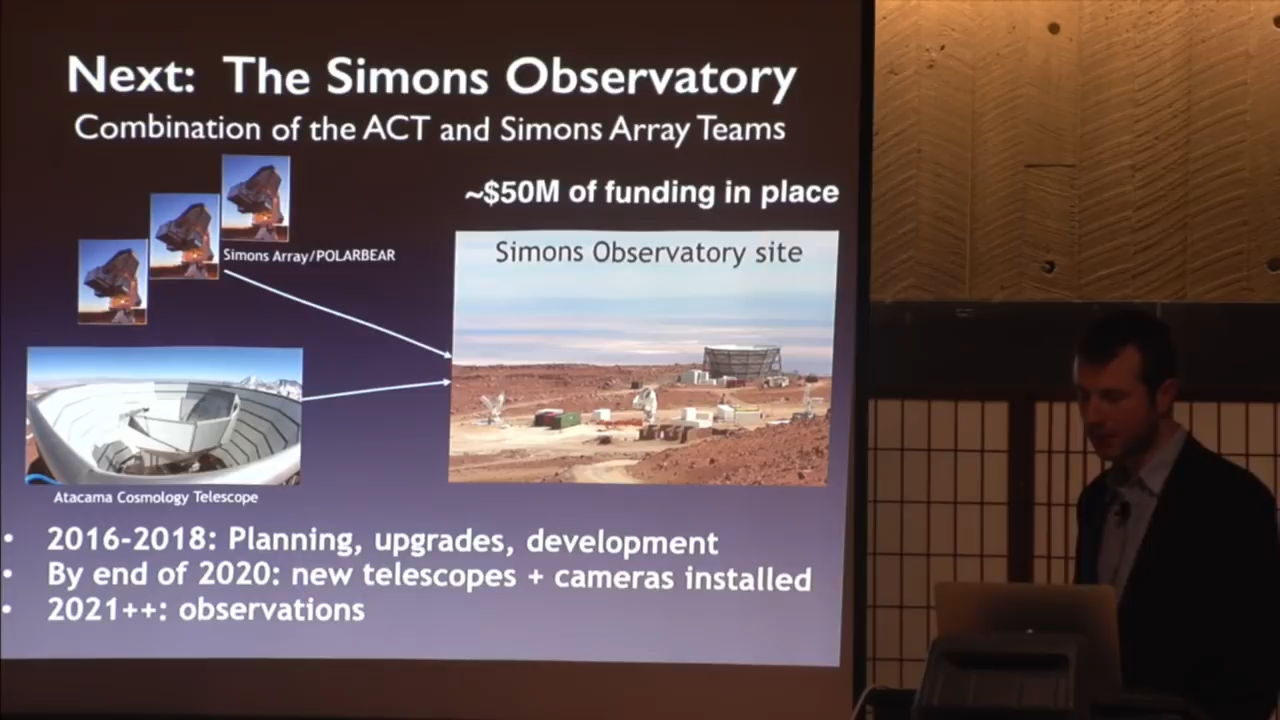 Next: The Simons Observatory
Combination of the ACT and Simons Array Teams
~$50M of funding in place
Simons Array/POLARBEAR
Simons Observatory site
Atacama Cosmology Telescope
• 2016-2018: Planning, upgrades, development
• By end of 2020: new telescopes + cameras installed
• 2021++: observations